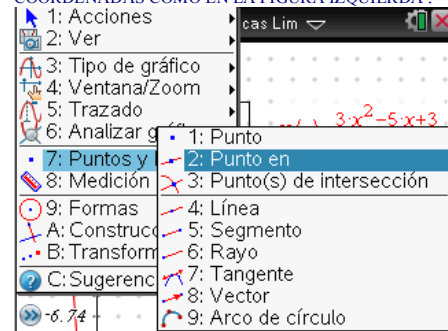 COORDENADAS COMO EN LA FIGURA IZQUIERDA .
1: Acciones
cas Lim
2: Ver
3: Tipo de gráfico
4: Ventana/Zoom
5: Trazado
6: Analizar
3·x²−5·x+3
7: Puntos y
8: Medición
9: Formas
A: Construcc
B: Transform
C: Sugerenc
1: Punto
2: Punto en
3: Punto(s) de intersección
4: Línea
5: Segmento
6: Rayo
7: Tangente
8: Vector
9: Arco de círculo
-6.74